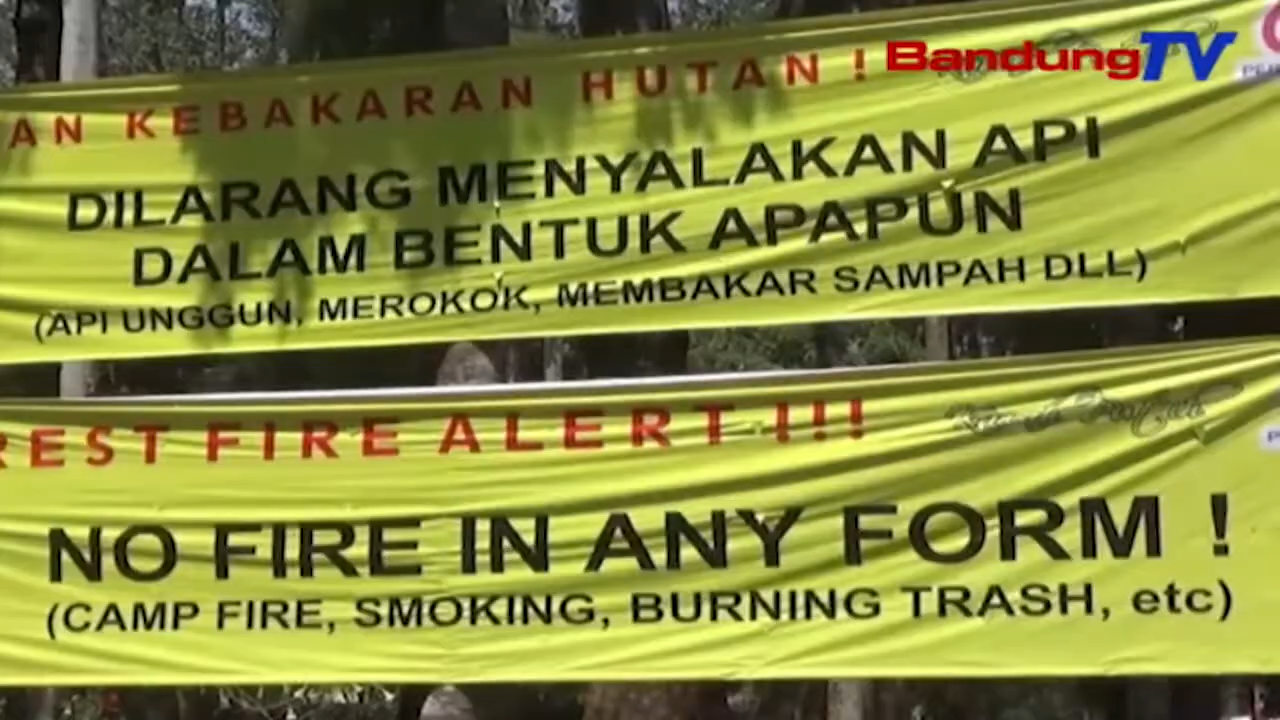 BandungTV
AN KEBAKARAN HUTAN !
DILARANG MENYALAKAN API
DALAM BENTUK APAPUN
(API UNGGUN, MEROKOK, MEMBAKAR SAMPAH DLL)
REST FIRE ALERT !!!
NO FIRE IN ANY FORM !
(CAMP FIRE, SMOKING, BURNING TRASH, etc)